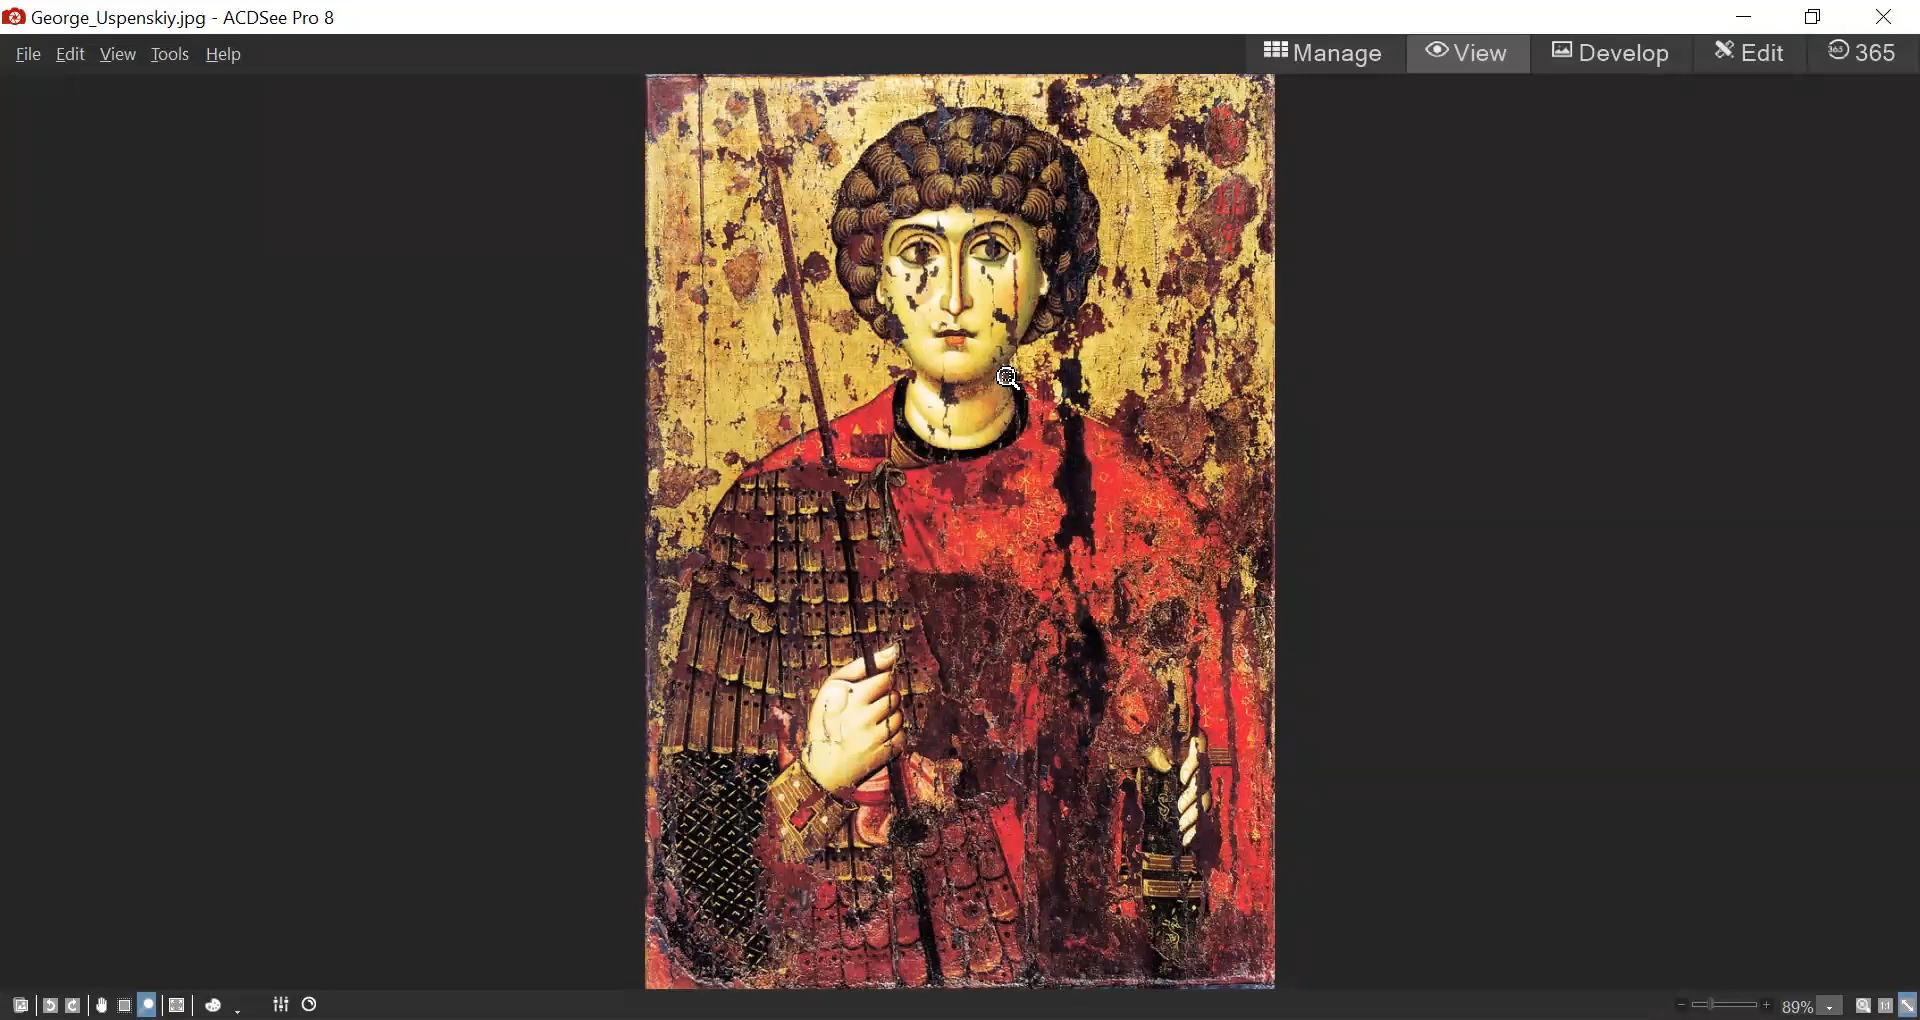 George_Uspenskiy.jpg - ACDSee Pro 8
File Edit View Tools Help
Manage View Develop Edit 365
89%